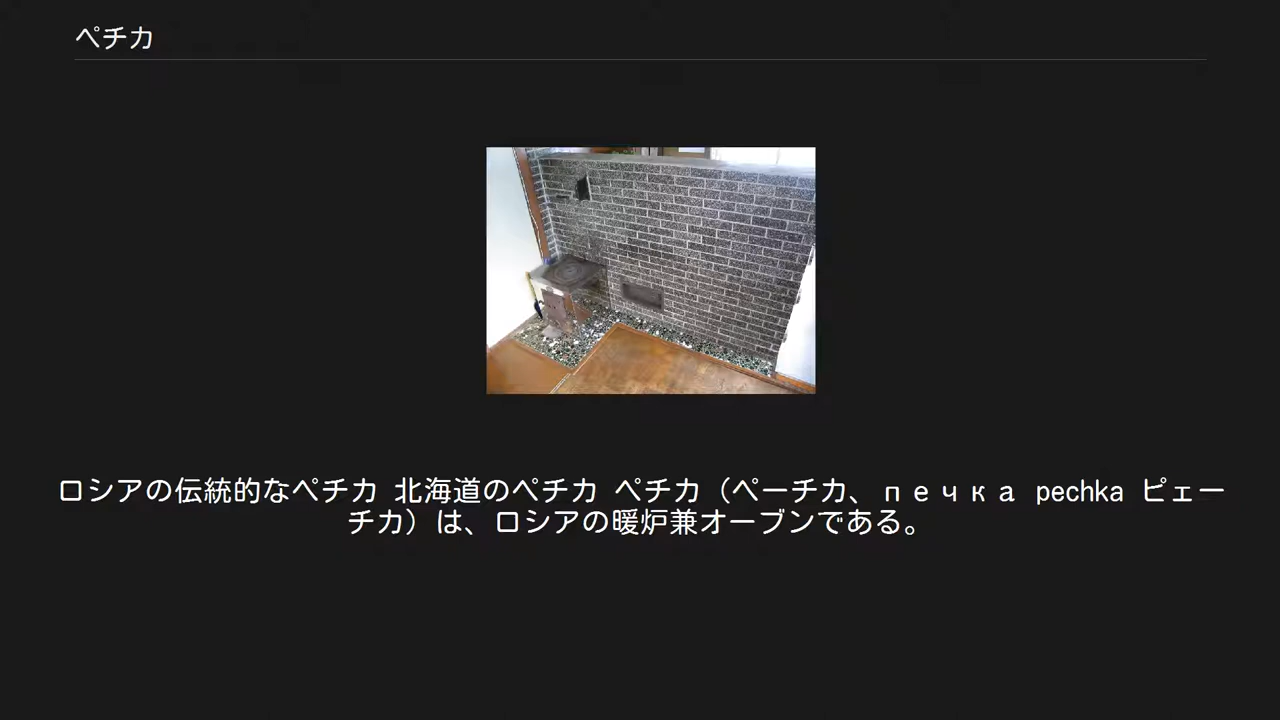 ペチカ
ロシアの伝統的なペチカ 北海道のペチカ ペチカ（ペーチカ、печка pechka ピェー
チカ）は、ロシアの暖炉兼オーブンである。